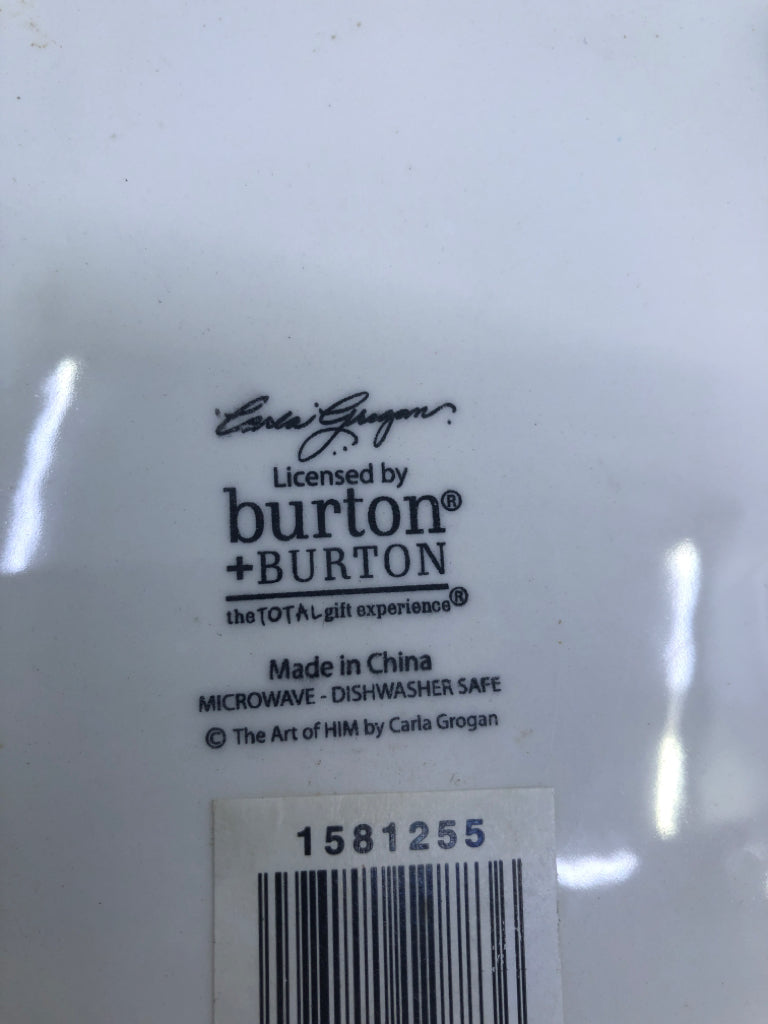 Carla Grogan
Licensed by
burton®
+BURTON
the TOTAL gift experience®
Made in China
MICROWAVE - DISHWASHER SAFE
© The Art of HIM by Carla Grogan
1581255